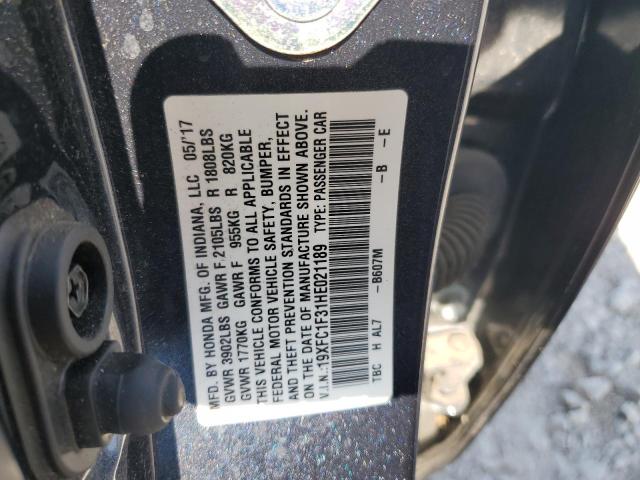 MFD. BY HONDA MFG. OF INDIANA, LLC 05/'17
GVWR 3902LBS GAWR F 2105LBS R 1808LBS
GVWR 1770KG GAWR F 955KG R 820KG
THIS VEHICLE CONFORMS TO ALL APPLICABLE
FEDERAL MOTOR VEHICLE SAFETY, BUMPER,
AND THEFT PREVENTION STANDARDS IN EFFECT
ON THE DATE OF MANUFACTURE SHOWN ABOVE.
V.I.N.:19XFC1F31HE021189 TYPE: PASSENGER CAR
-B607M -B -E
TBC H AL7